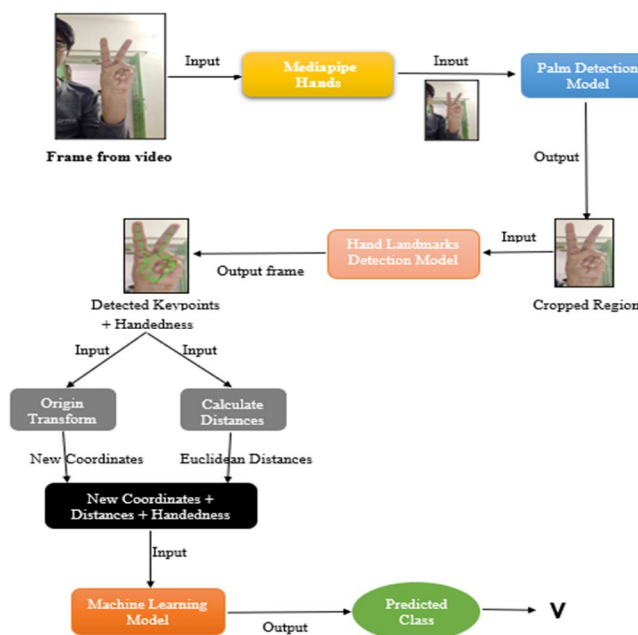 Input
Mediapipe
Hands
Input
Palm Detection
Model
Frame from video
Output
Hand Landmarks
Detection Model
Input
Output frame
Cropped Region
Detected Keypoints
+ Handedness
Input
Input
Origin
Transform
Calculate
Distances
New Coordinates
Euclidean Distances
New Coordinates +
Distances + Handedness
Input
Machine Learning
Model
Output
Predicted
Class
V